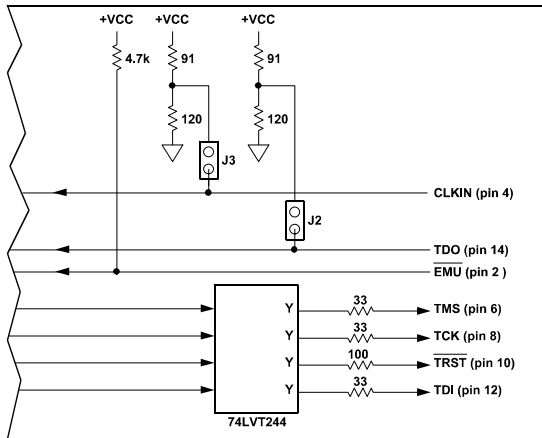 +VCC +VCC +VCC
4.7k 91 91
120 120
J3
CLKIN (pin 4)
J2
TDO (pin 14)
EMU (pin 2 )
Y 33 TMS (pin 6)
Y 33 TCK (pin 8)
Y 100 TRST (pin 10)
Y 33 TDI (pin 12)
74LVT244